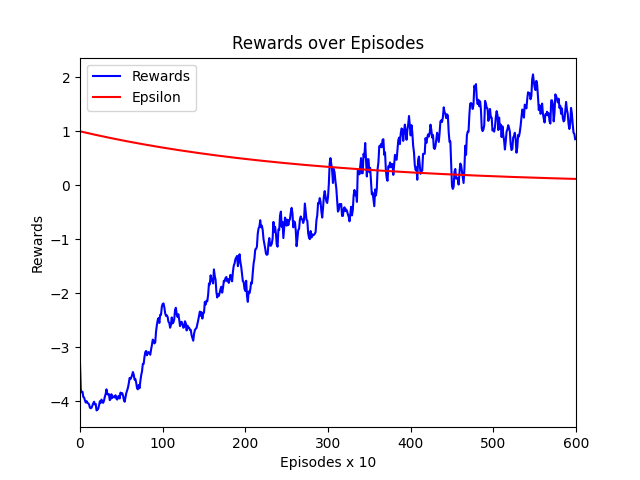 Rewards over Episodes
Rewards
Epsilon
2
1
0
−1
−2
−3
−4
Rewards
0 100 200 300 400 500 600
Episodes x 10